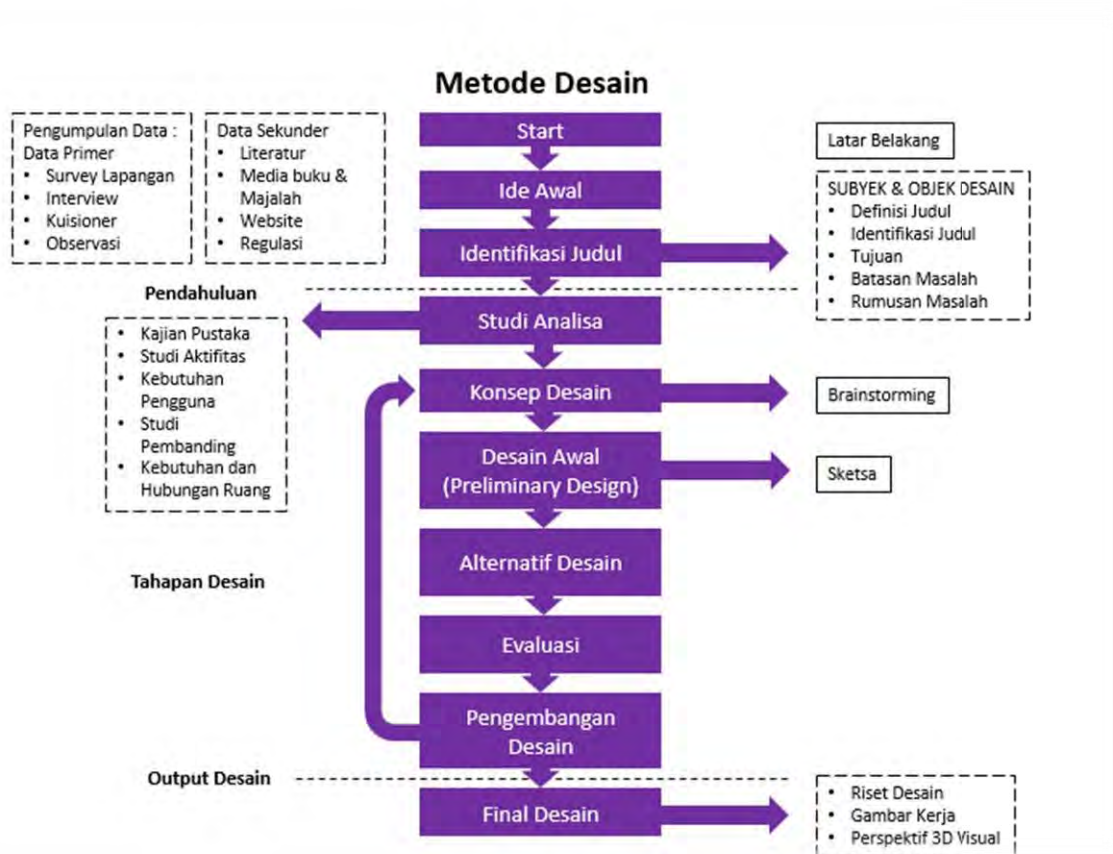 Metode Desain
Pengumpulan Data :
Data Primer
• Survey Lapangan
• Interview
• Kuisioner
• Observasi
Data Sekunder
• Literatur
• Media buku &
Majalah
• Website
• Regulasi
Start
Ide Awal
Identifikasi Judul
Latar Belakang
SUBYEK & OBJEK DESAIN
• Definisi Judul
• Identifikasi Judul
• Tujuan
• Batasan Masalah
• Rumusan Masalah
Pendahuluan
Studi Analisa
• Kajian Pustaka
• Studi Aktifitas
• Kebutuhan
Pengguna
• Studi
Pembanding
• Kebutuhan dan
Hubungan Ruang
Konsep Desain
Brainstorming
Desain Awal
(Preliminary Design)
Sketsa
Alternatif Desain
Tahapan Desain
Evaluasi
Pengembangan
Desain
Output Desain
Final Desain
• Riset Desain
• Gambar Kerja
• Perspektif 3D Visual